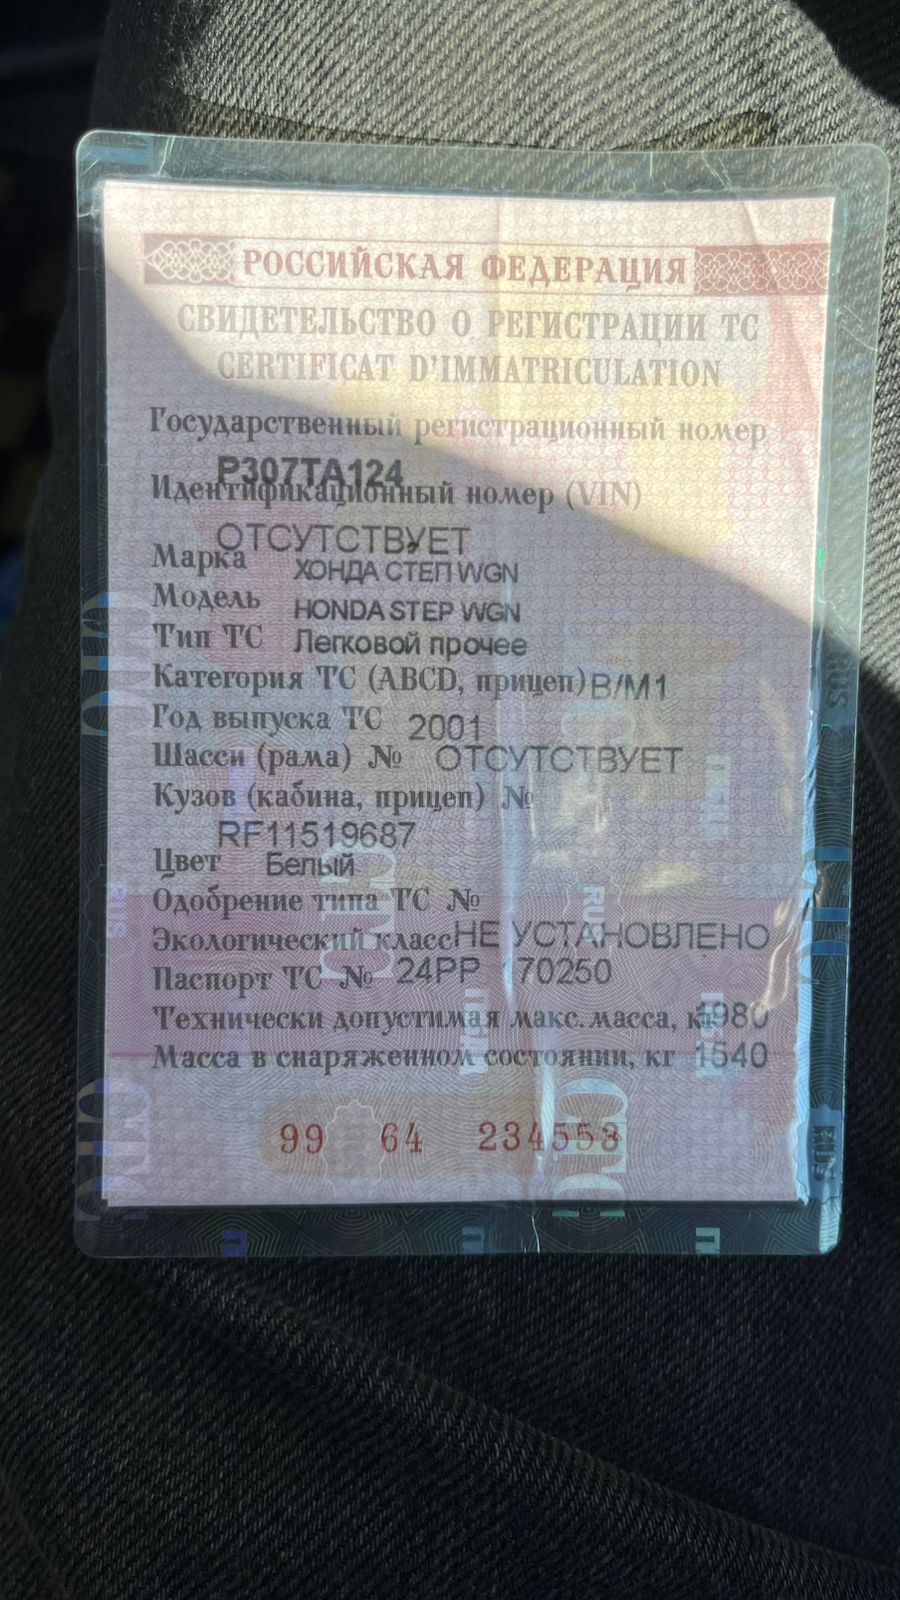 РОССИЙСКАЯ ФЕДЕРАЦИЯ
СВИДЕТЕЛЬСТВО О РЕГИСТРАЦИИ ТС
CERTIFICAT D'IMMATRICULATION
Государственный регистрационный номер
Р307ТА124
Идентификационный номер (VIN)
ОТСУТСТВУЕТ
Марка ХОНДА СТЕП WGN
Модель HONDA STEP WGN
Тип ТС Легковой прочее
Категория ТС (ABCD, прицеп) B/M1
Год выпуска ТС 2001
Шасси (рама) № ОТСУТСТВУЕТ
Кузов (кабина, прицеп) №
RF11519687
Цвет Белый
Одобрение типа ТС №
Экологический класс НЕ УСТАНОВЛЕНО
Паспорт ТС № 24РР 70250
Технически допустимая макс. масса, кг 1980
Масса в снаряженном состоянии, кг 1540
99 64 234553